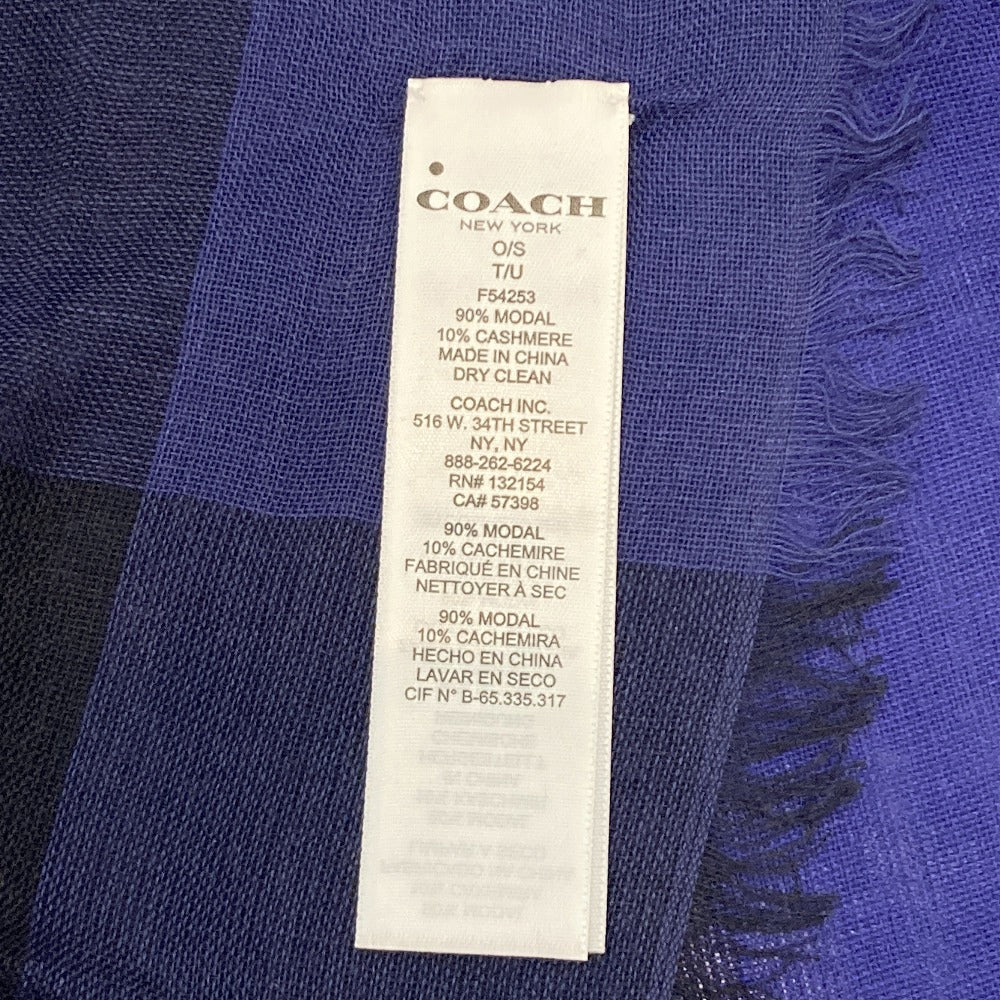 COACH
NEW YORK
O/S
T/U
F54253
90% MODAL
10% CASHMERE
MADE IN CHINA
DRY CLEAN
COACH INC.
516 W. 34TH STREET
NY, NY
888-262-6224
RN# 132154
CA# 57398
90% MODAL
10% CACHEMIRE
FABRIQUÉ EN CHINE
NETTOYER À SEC
90% MODAL
10% CACHEMIRA
HECHO EN CHINA
LAVAR EN SECO
CIF N° B-65.335.317